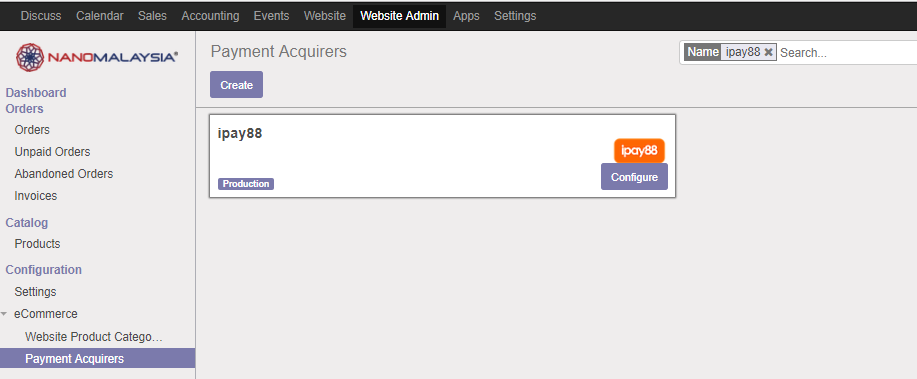 Discuss Calendar Sales Accounting Events Website Website Admin Apps Settings
NANOMALAYSIA®
Dashboard
Orders
Orders
Unpaid Orders
Abandoned Orders
Invoices
Catalog
Products
Configuration
Settings
eCommerce
Website Product Catego…
Payment Acquirers
Payment Acquirers
Name ipay88 ✖ Search...
Create
ipay88
ipay88
Production
Configure